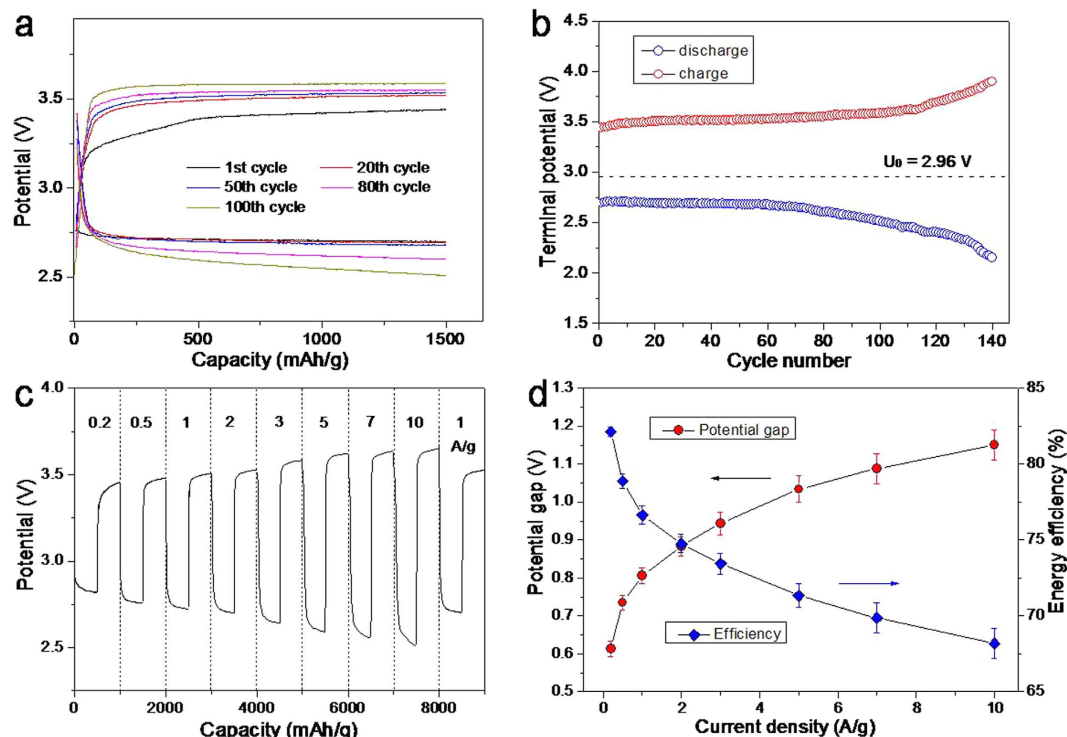 a
Potential (V)
3.5
3.0
2.5
1st cycle
20th cycle
50th cycle
80th cycle
100th cycle
0
500
1000
1500
Capacity (mAh/g)
b
Terminal potential (V)
4.5
4.0
3.5
3.0
2.5
2.0
1.5
discharge
charge
U₀ = 2.96 V
0
20
40
60
80
100
120
140
Cycle number
c
Potential (V)
4.0
3.5
3.0
2.5
0.2
0.5
1
2
3
5
7
10
1
A/g
0
2000
4000
6000
8000
Capacity (mAh/g)
d
Potential gap (V)
1.3
1.2
1.1
1.0
0.9
0.8
0.7
0.6
0.5
Potential gap
Efficiency
85
80
75
70
65
Energy efficiency (%)
0
2
4
6
8
10
Current density (A/g)